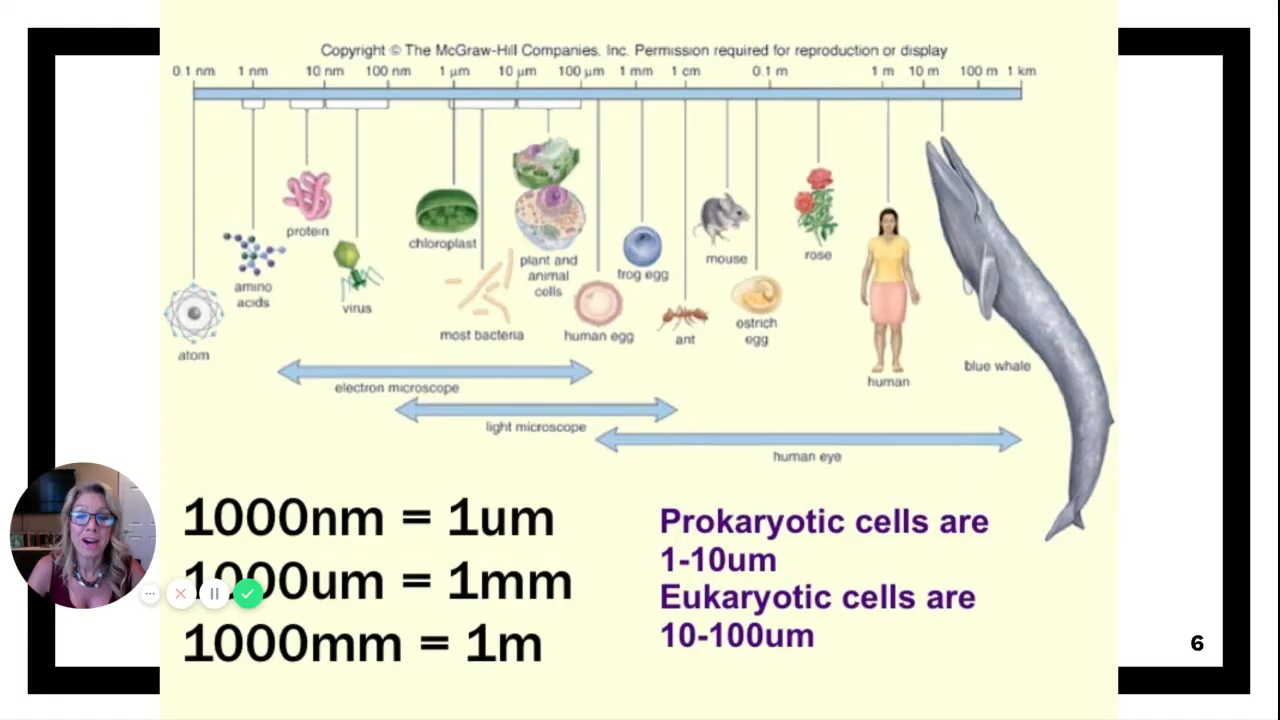 Copyright © The McGraw-Hill Companies, Inc. Permission required for reproduction or display
0.1 nm 1 nm 10 nm 100 nm 1 μm 10 μm 100 μm 1 mm 1 cm 0.1 m 1 m 10 m 100 m 1 km
protein
chloroplast
amino
acids
virus
atom
most bacteria
plant and
animal
cells
human egg
frog egg
ant
mouse
ostrich
egg
rose
human
blue whale
electron microscope
light microscope
human eye
1000nm = 1um
1000um = 1mm
1000mm = 1m
Prokaryotic cells are
1-10um
Eukaryotic cells are
10-100um
6